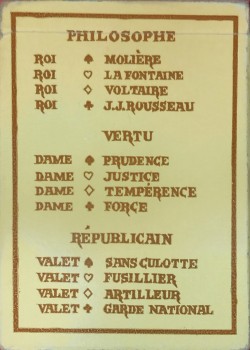 PHILOSOPHE
ROI ♠ MOLIÈRE
ROI ♡ LA FONTAINE
ROI ♢ VOLTAIRE
ROI ♣ J.J. ROUSSEAU
VERTU
DAME ♠ PRUDENCE
DAME ♡ JUSTICE
DAME ♢ TEMPÉRENCE
DAME ♣ FORCE
RÉPUBLICAIN
VALET ♠ SANS CULOTTE
VALET ♡ FUSILLIER
VALET ♢ ARTILLEUR
VALET ♣ GARDE NATIONAL